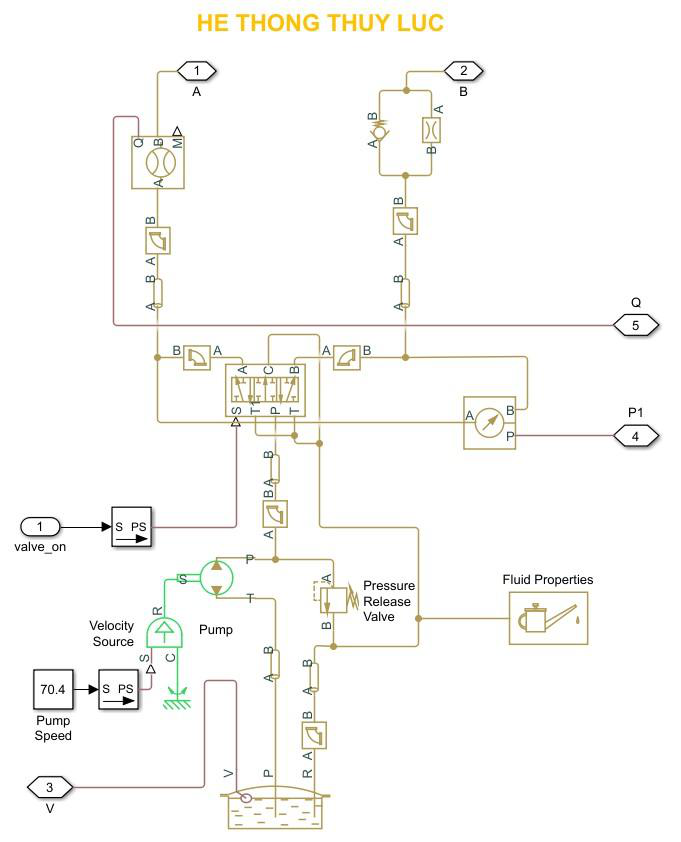 HE THONG THUY LUC
1
A
2
B
Q
B
M
A
B
A
A
B
B
A
B
A
B
A
B
A
Q
5
B
A
A
B
A
C
B
S
T1
P
T
A
B
P
P1
4
B
A
B
A
1
valve_on
S PS
P
S
T
R
Velocity
Source
Pump
A
B
Pressure
Release
Valve
Fluid Properties
S
C
70.4
S PS
Pump
Speed
B
A
B
A
B
A
3
V
V
P
R